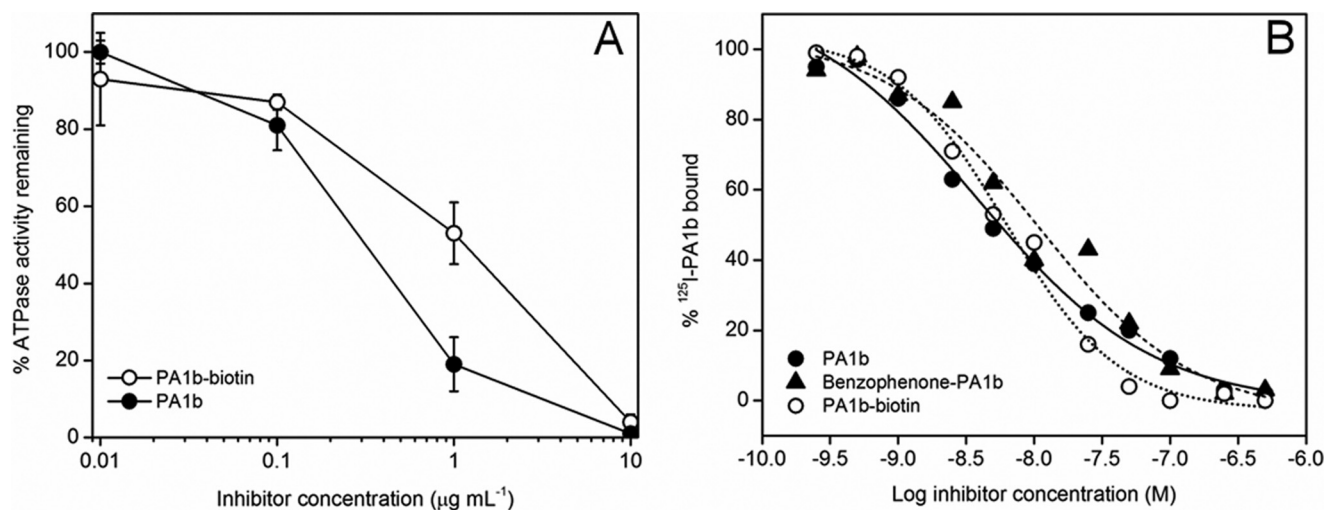 A
% ATPase activity remaining
100
80
60
40
20
0
PA1b-biotin
PA1b
0.01
0.1
1
10
Inhibitor concentration (µg mL⁻¹)
B
% ¹²⁵I-PA1b bound
100
80
60
40
20
0
PA1b
Benzophenone-PA1b
PA1b-biotin
-10.0
-9.5
-9.0
-8.5
-8.0
-7.5
-7.0
-6.5
-6.0
Log inhibitor concentration (M)